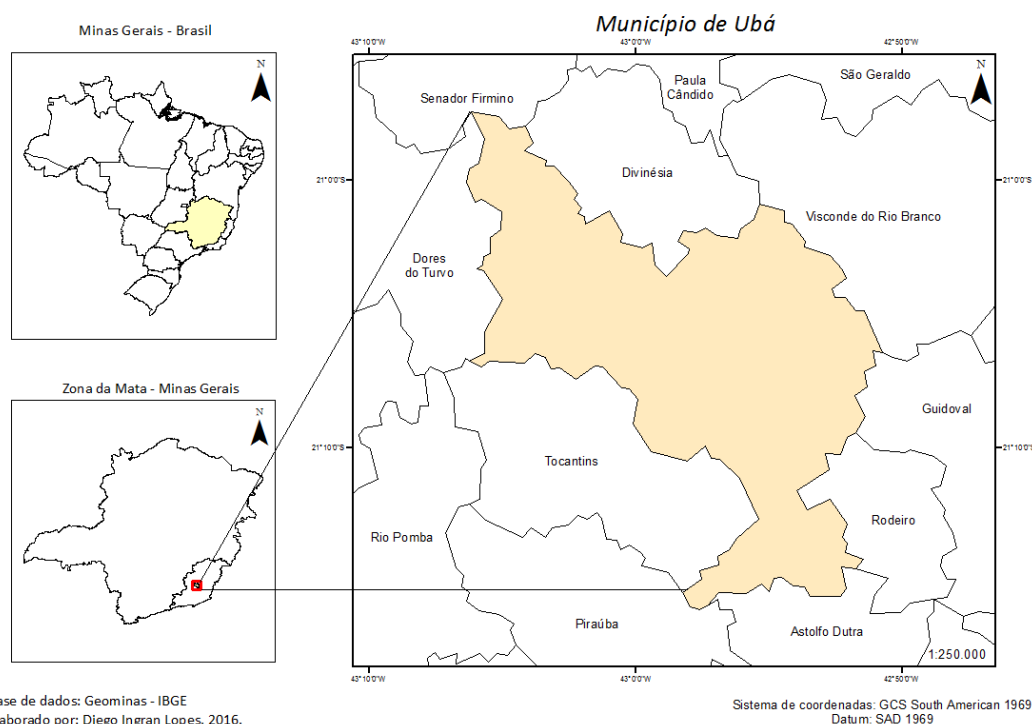 Minas Gerais - Brasil
N
Zona da Mata - Minas Gerais
N
Município de Ubá
43°10'0"W
43°0'0"W
42°50'0"W
N
Senador Firmino
Paula
Cândido
São Geraldo
21°0'0"S
21°0'0"S
Divinésia
Visconde do Rio Branco
Dores
do Turvo
Guidoval
21°10'0"S
21°10'0"S
Tocantins
Rodeiro
Rio Pomba
Piraúba
Astolfo Dutra
1:250.000
43°10'0"W
43°0'0"W
42°50'0"W
ase de dados: Geominas - IBGE
laborado por: Diego Ingran Lopes, 2016.
Sistema de coordenadas: GCS South American 1969
Datum: SAD 1969